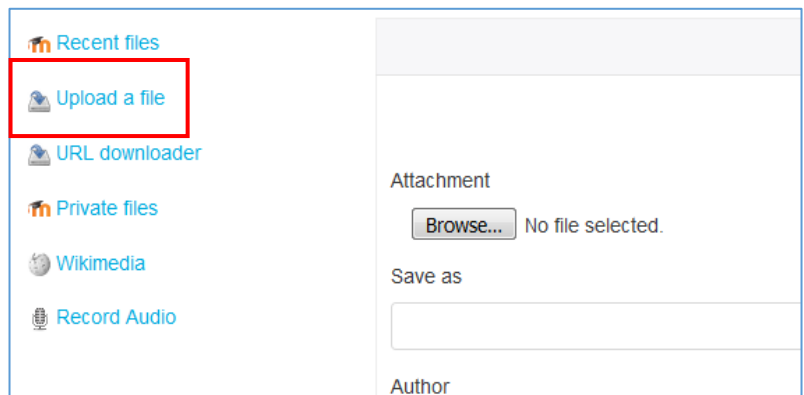 Recent files
Upload a file
URL downloader
Private files
Wikimedia
Record Audio
Attachment
Browse... No file selected.
Save as
Author